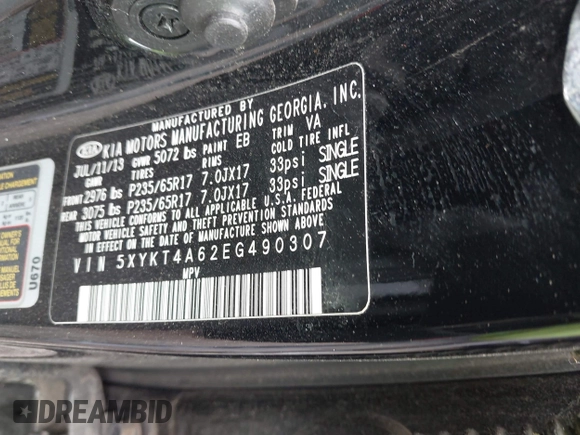 MANUFACTURED BY
KIA KIA MOTORS MANUFACTURING GEORGIA, INC.
JUL/11/13 GVWR 5072 lbs PAINT EB TRIM VA
GAWR TIRES RIMS COLD TIRE INFL
FRONT 2976 lbs P235/65R17 7.0JX17 33psi SINGLE
REAR 3075 lbs P235/65R17 7.0JX17 33psi SINGLE
THIS VEHICLE CONFORMS TO ALL APPLICABLE U.S.A. FEDERAL
MOTOR VEHICLE SAFETY AND THEFT PREVENTION STANDARDS
IN EFFECT ON THE DATE OF MANUFACTURE SHOWN ABOVE.
VIN 5XYKT4A62EG490307
MPV
U670
DREAMBID